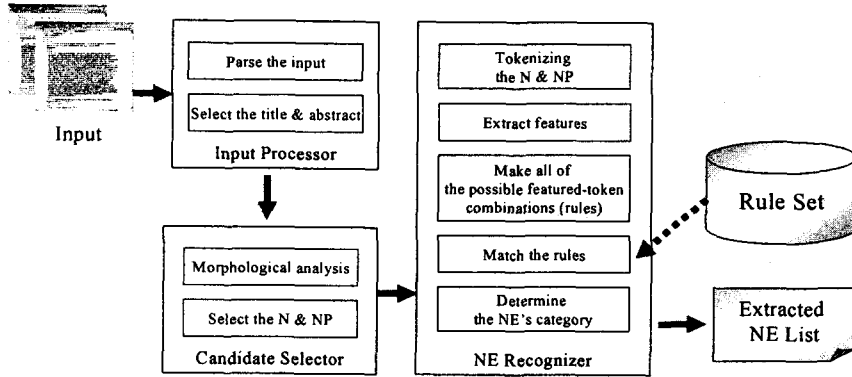 Input
Parse the input
Select the title & abstract
Input Processor
Morphological analysis
Select the N & NP
Candidate Selector
Tokenizing
the N & NP
Extract features
Make all of
the possible featured-token
combinations (rules)
Match the rules
Determine
the NE's category
NE Recognizer
Rule Set
Extracted
NE List